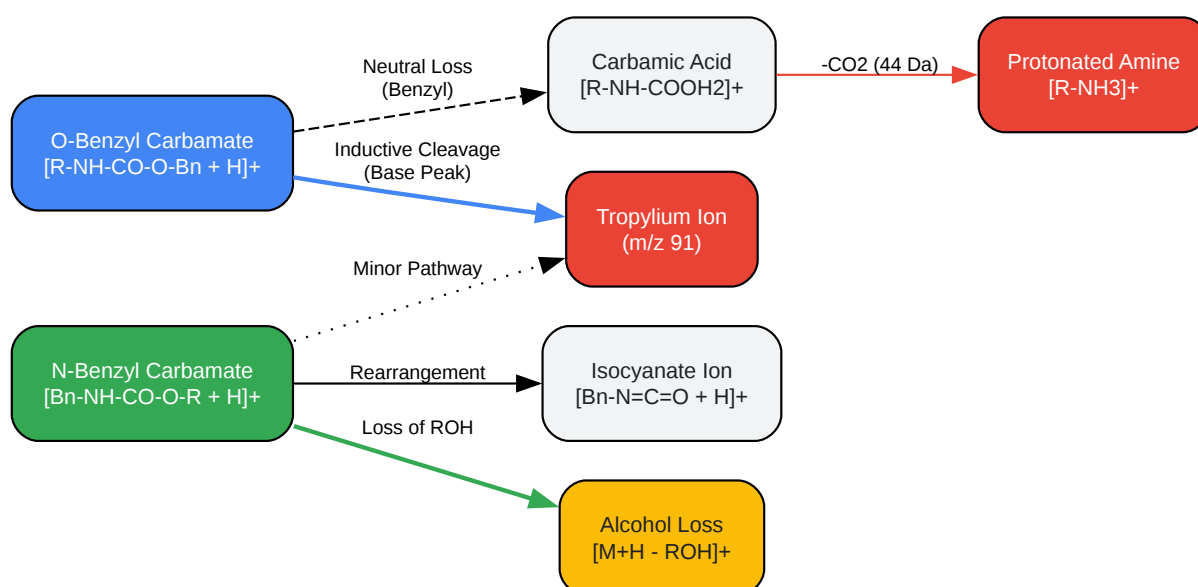 Neutral Loss
(Benzyl)
Carbamic Acid
[R-NH-COOH2]+
-CO2 (44 Da)
Protonated Amine
[R-NH3]+
O-Benzyl Carbamate
[R-NH-CO-O-Bn + H]+
Inductive Cleavage
(Base Peak)
Tropylium Ion
(m/z 91)
Minor Pathway
N-Benzyl Carbamate
[Bn-NH-CO-O-R + H]+
Rearrangement
Isocyanate Ion
[Bn-N=C=O + H]+
Loss of ROH
Alcohol Loss
[M+H - ROH]+